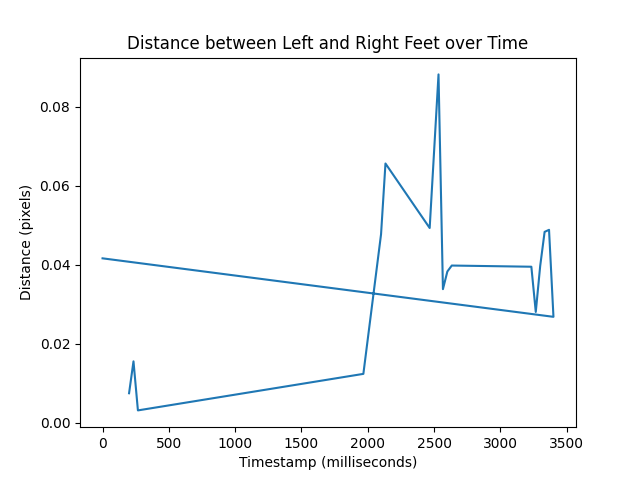 Distance between Left and Right Feet over Time
Distance (pixels)
0.08
0.06
0.04
0.02
0.00
0 500 1000 1500 2000 2500 3000 3500
Timestamp (milliseconds)